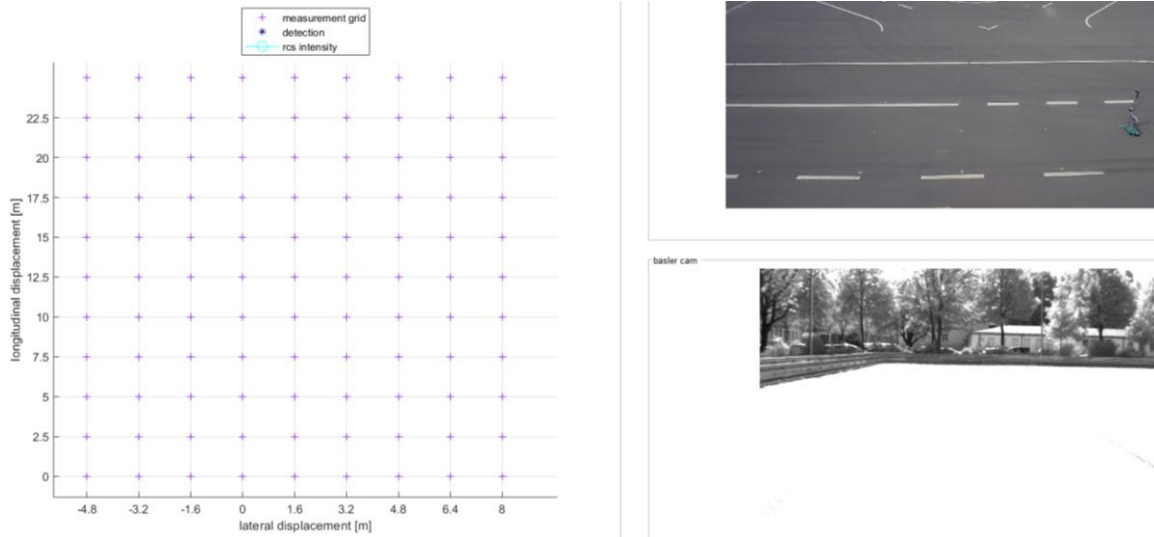 measurement grid
detection
rcs intensity
22.5
20
17.5
15
12.5
10
7.5
5
2.5
0
longitudinal displacement [m]
-4.8 -3.2 -1.6 0 1.6 3.2 4.8 6.4 8
lateral displacement [m]
basler cam